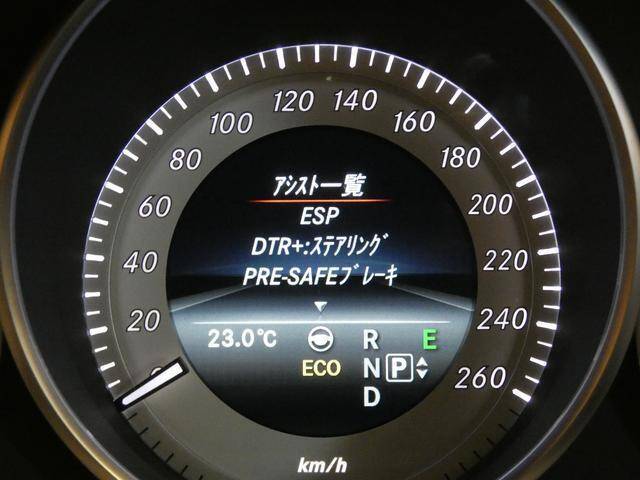 120 140
100 160
80 180
60 200
40 220
20 240
0 260
アシスト一覧
ESP
DTR+:ステアリング
PRE-SAFEブレーキ
23.0℃ R E
ECO N P
D
km/h